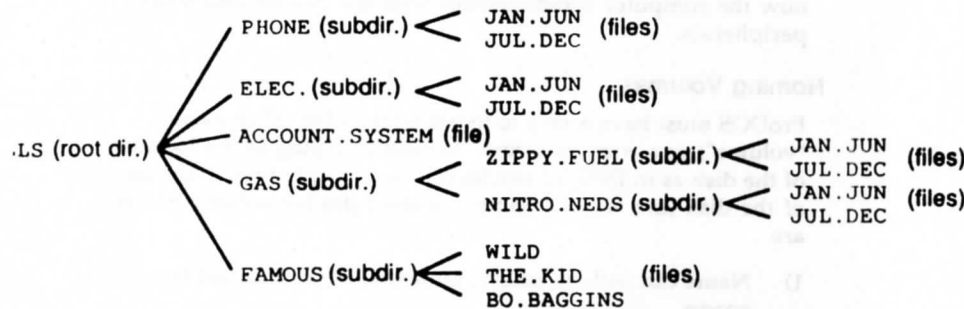 PHONE (subdir.) JAN.JUN (files)
JUL.DEC
ELEC. (subdir.) JAN.JUN (files)
JUL.DEC
ACCOUNT.SYSTEM (file)
.LS (root dir.)
ZIPPY.FUEL (subdir.) JAN.JUN (files)
JUL.DEC
GAS (subdir.)
NITRO.NEDS (subdir.) JAN.JUN (files)
JUL.DEC
WILD
FAMOUS (subdir.) THE.KID (files)
BO.BAGGINS